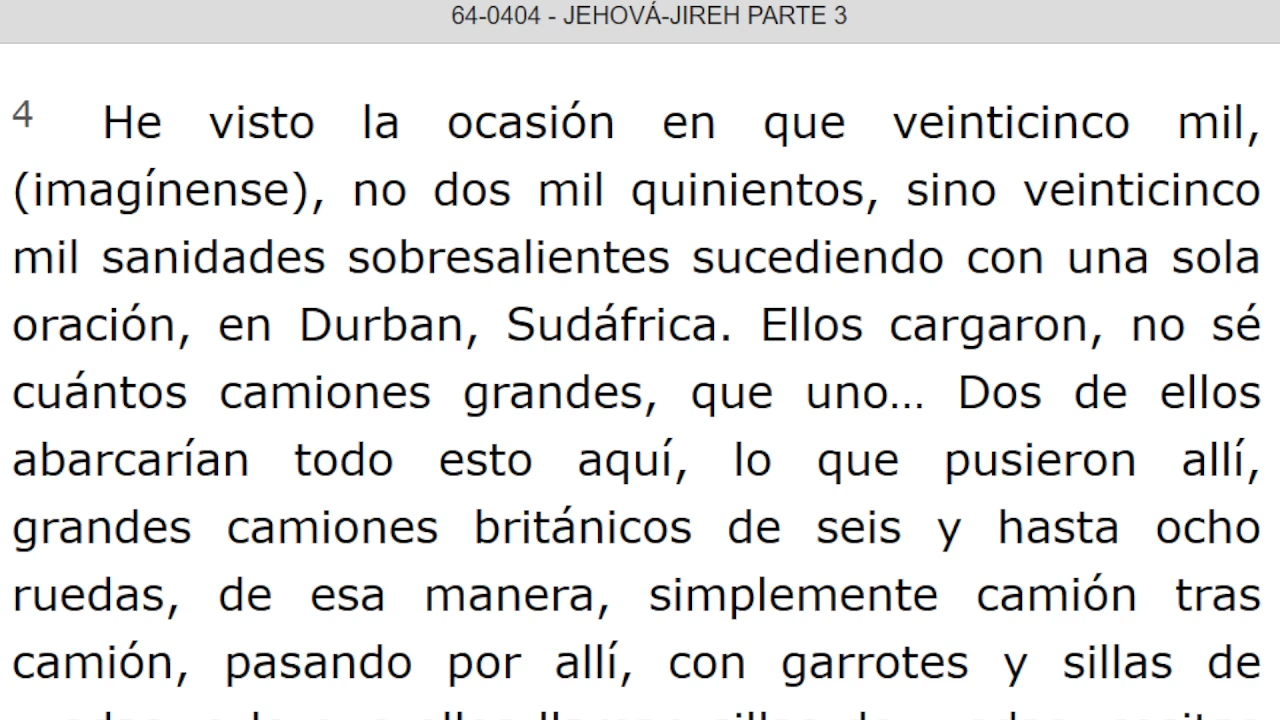 64-0404 - JEHOVÁ-JIREH PARTE 3
4 He visto la ocasión en que veinticinco mil,
(imagínense), no dos mil quinientos, sino veinticinco
mil sanidades sobresalientes sucediendo con una sola
oración, en Durban, Sudáfrica. Ellos cargaron, no sé
cuántos camiones grandes, que uno… Dos de ellos
abarcarían todo esto aquí, lo que pusieron allí,
grandes camiones británicos de seis y hasta ocho
ruedas, de esa manera, simplemente camión tras
camión, pasando por allí, con garrotes y sillas de